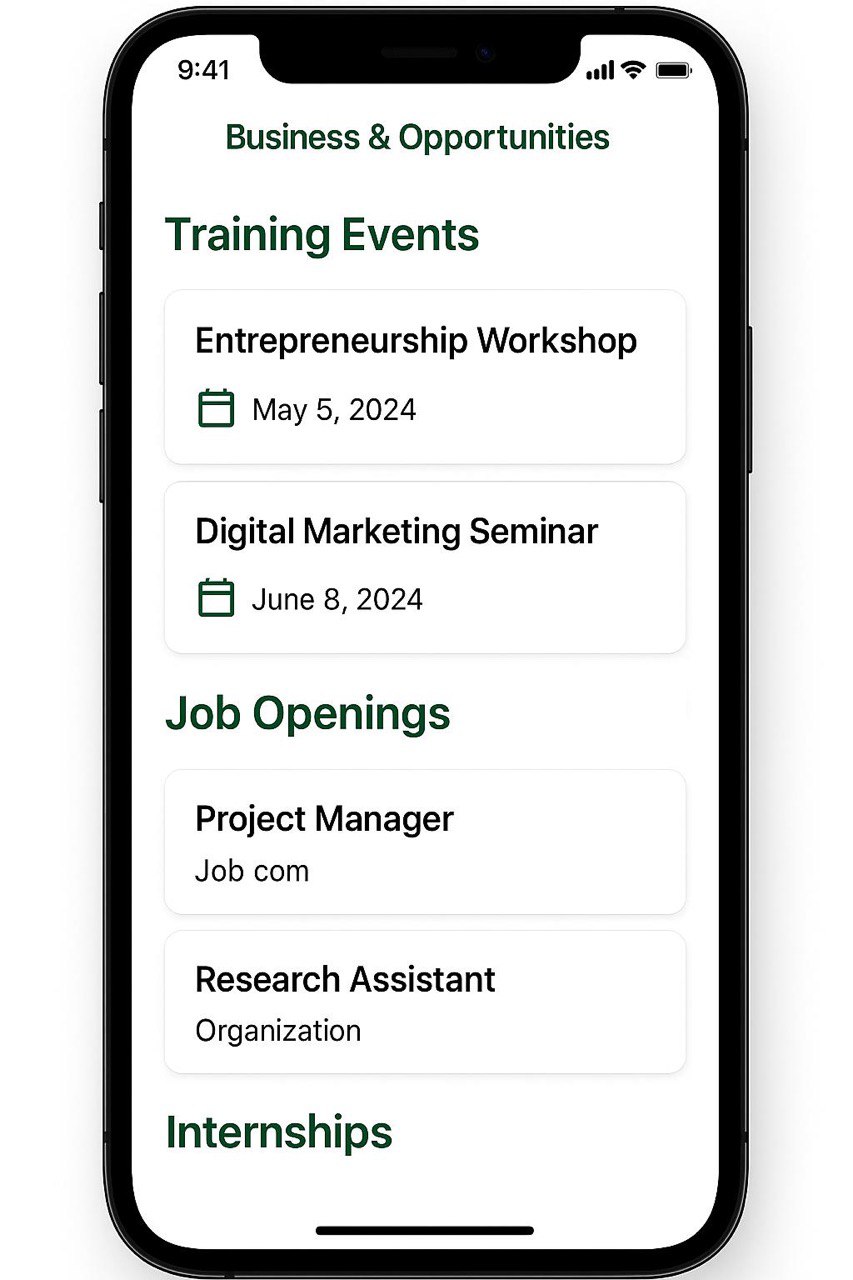 9:41
Business & Opportunities
Training Events
Entrepreneurship Workshop
May 5, 2024
Digital Marketing Seminar
June 8, 2024
Job Openings
Project Manager
Job com
Research Assistant
Organization
Internships